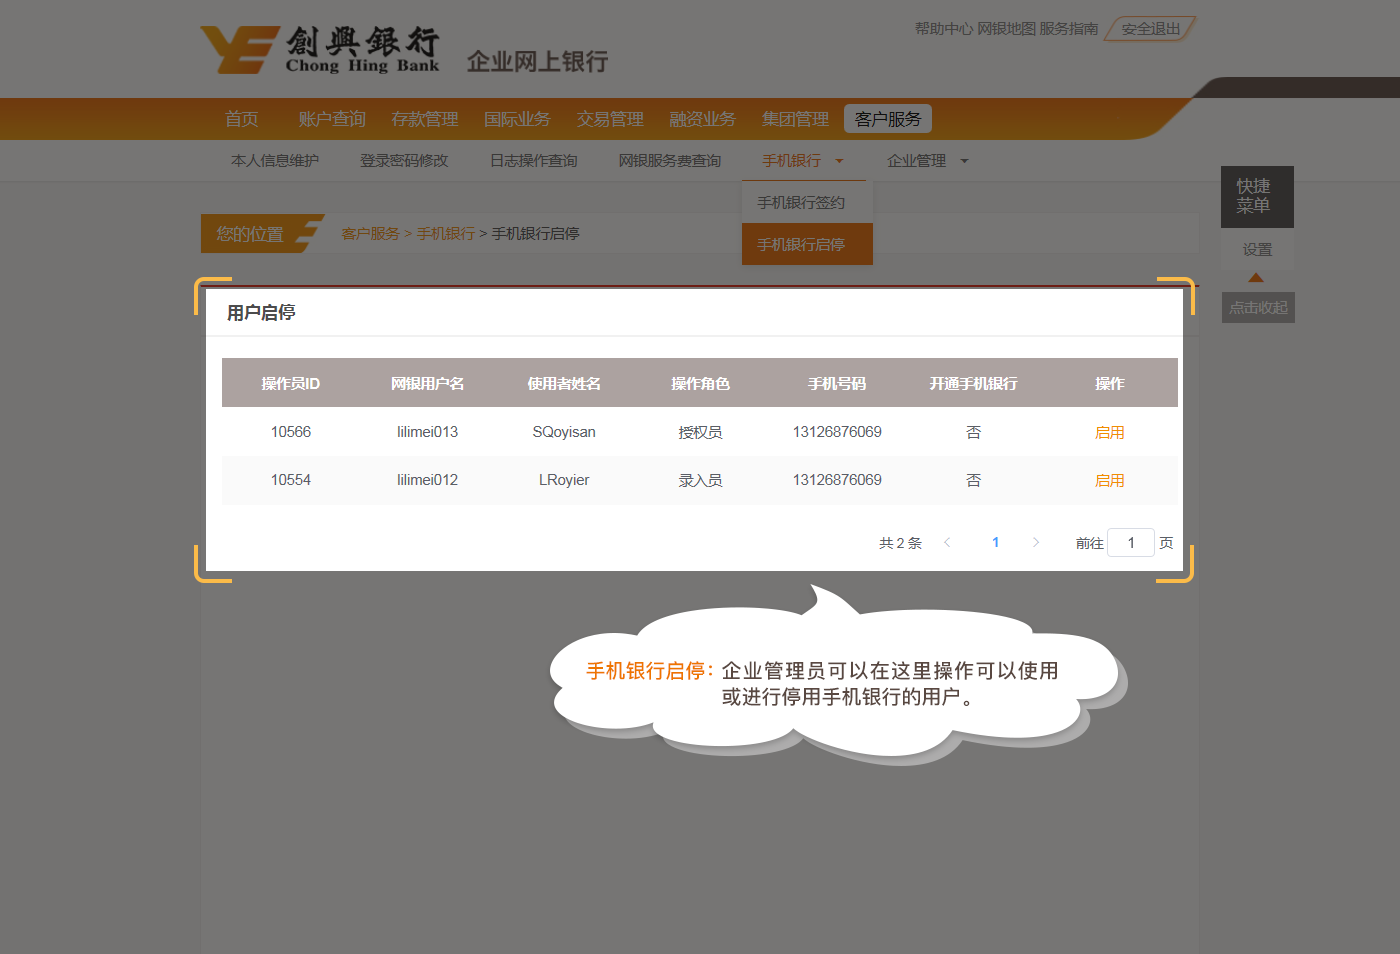 創興銀行
Chong Hing Bank
企业网上银行
帮助中心 网银地图 服务指南 安全退出
首页 账户查询 存款管理 国际业务 交易管理 融资业务 集团管理 客户服务
本人信息维护 登录密码修改 日志操作查询 网银服务费查询 手机银行 企业管理
手机银行签约
手机银行启停
快捷
菜单
设置
点击收起
您的位置 客户服务 > 手机银行 > 手机银行启停
用户启停
操作员ID 网银用户名 使用者姓名 操作角色 手机号码 开通手机银行 操作
10566 lilimei013 SQoyisan 授权员 13126876069 否 启用
10554 lilimei012 LRoyier 录入员 13126876069 否 启用
共 2 条 1 前往 1 页
手机银行启停：企业管理员可以在这里操作可以使用
或进行停用手机银行的用户。